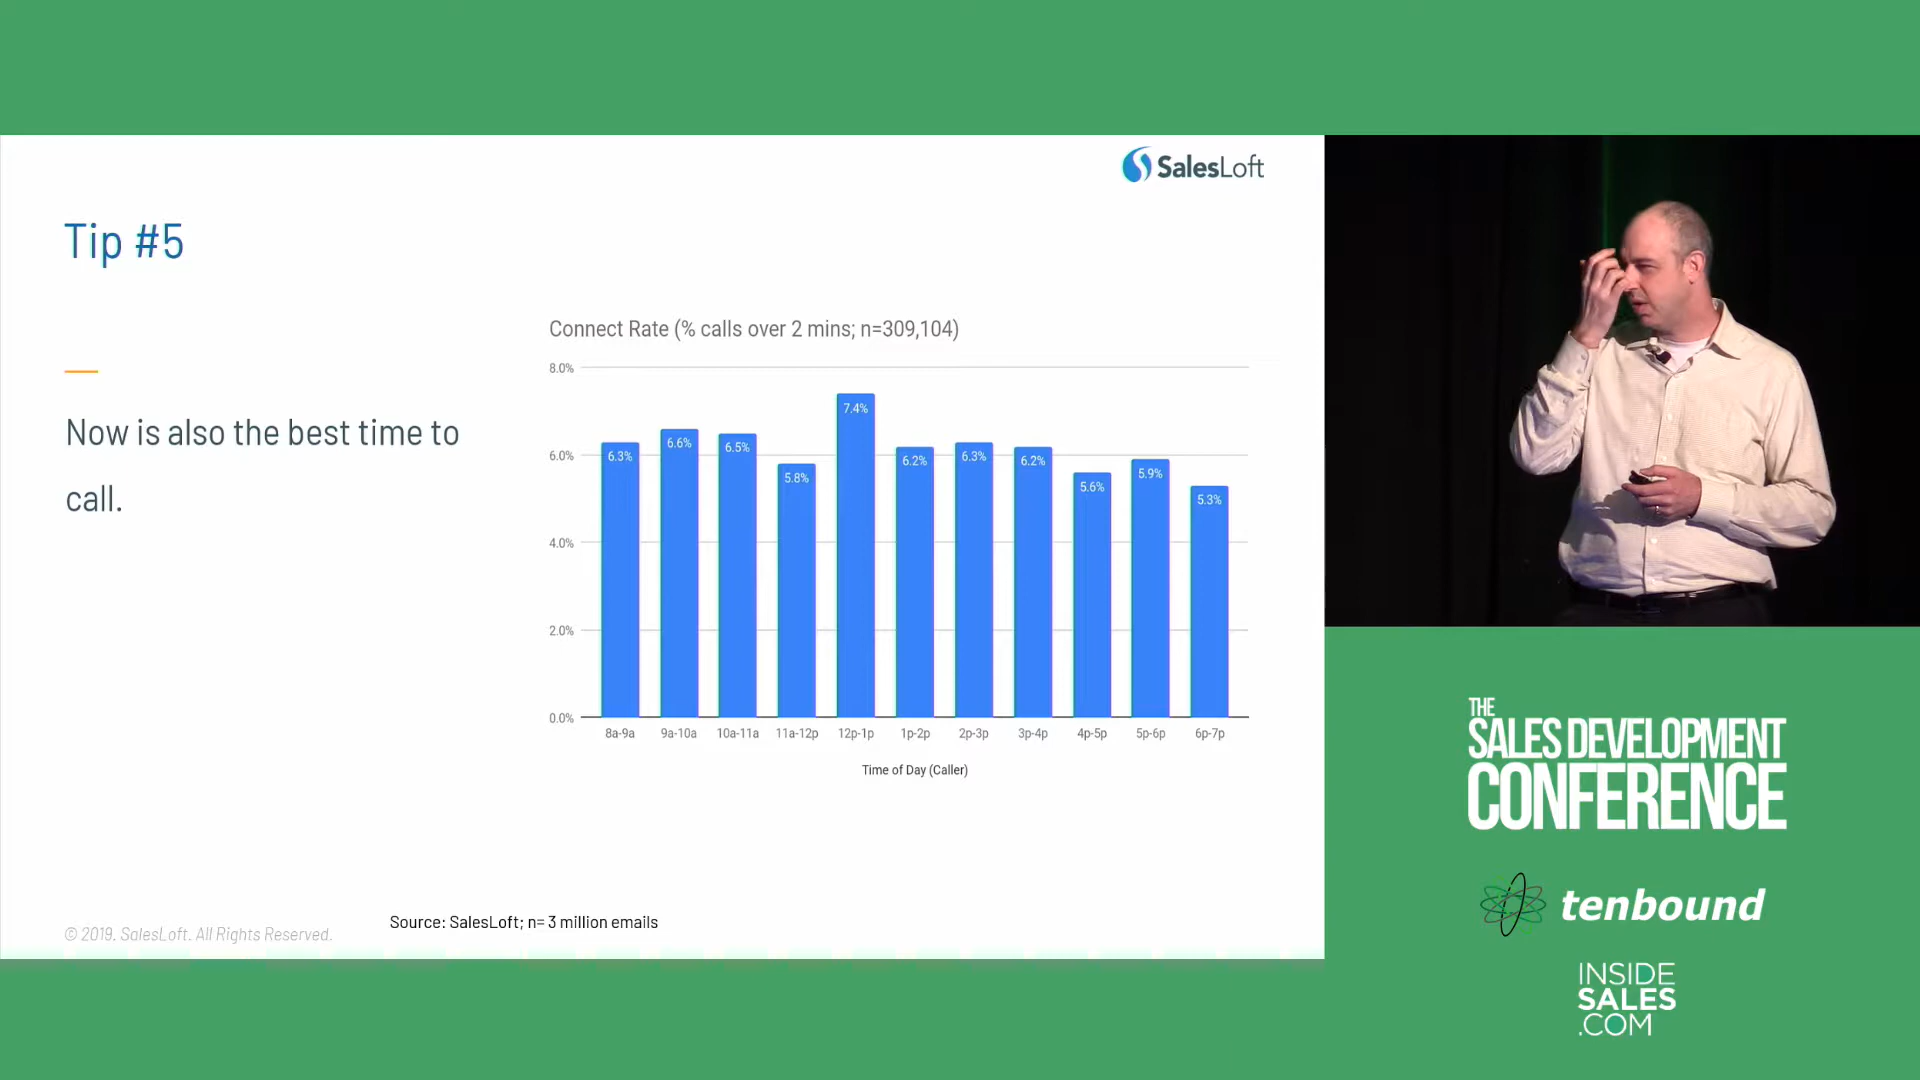 SalesLoft
Tip #5
Now is also the best time to
call.
Connect Rate (% calls over 2 mins; n=309,104)
8.0%
6.0%
4.0%
2.0%
0.0%
6.3%
6.6%
6.5%
5.8%
7.4%
6.2%
6.3%
6.2%
5.6%
5.9%
5.3%
8a-9a
9a-10a
10a-11a
11a-12p
12p-1p
1p-2p
2p-3p
3p-4p
4p-5p
5p-6p
6p-7p
Time of Day (Caller)
Source: SalesLoft; n= 3 million emails
© 2019. SalesLoft. All Rights Reserved.
THE
SALES DEVELOPMENT
CONFERENCE
tenbound
INSIDE
SALES
.COM